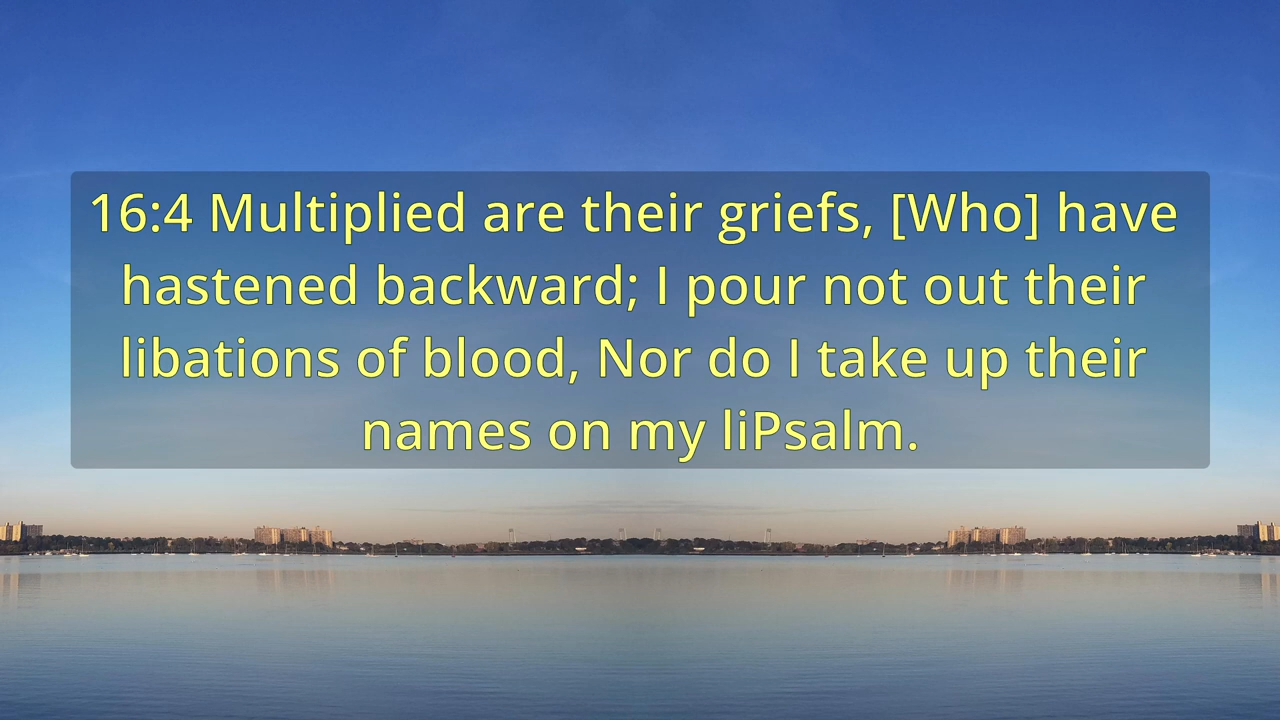 16:4 Multiplied are their griefs, [Who] have
hastened backward; I pour not out their
libations of blood, Nor do I take up their
names on my liPsalm.